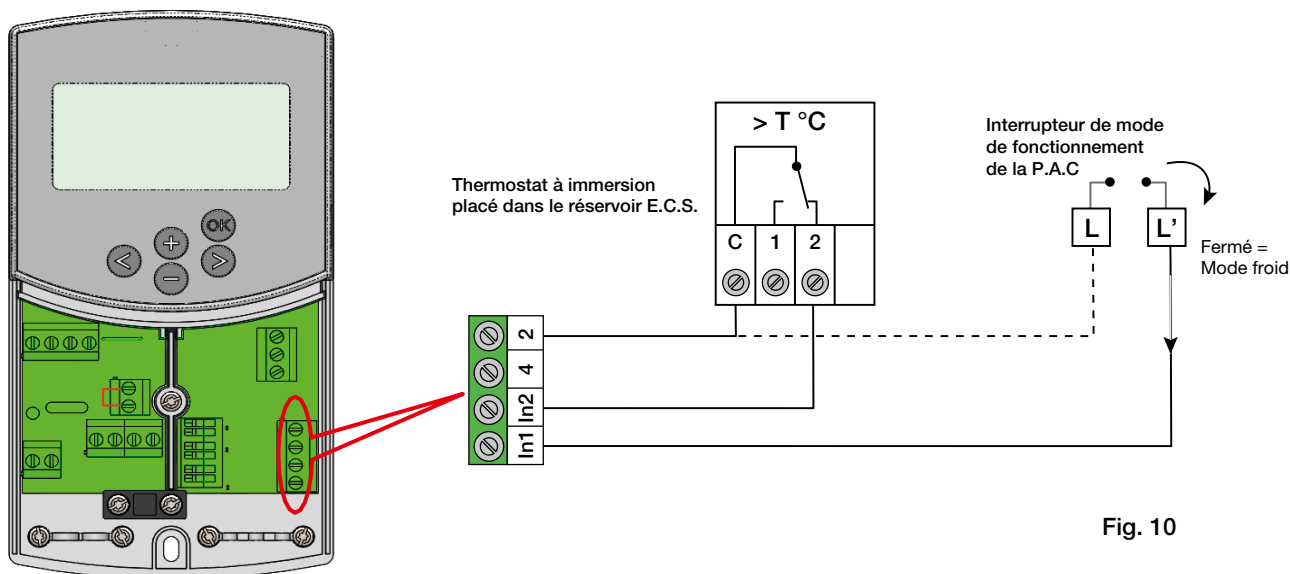 OK
+
<
>
−
Thermostat à immersion
placé dans le réservoir E.C.S.
> T °C
C 1 2
2
4
In2
In1
Interrupteur de mode
de fonctionnement
de la P.A.C
L L'
Fermé =
Mode froid
Fig. 10